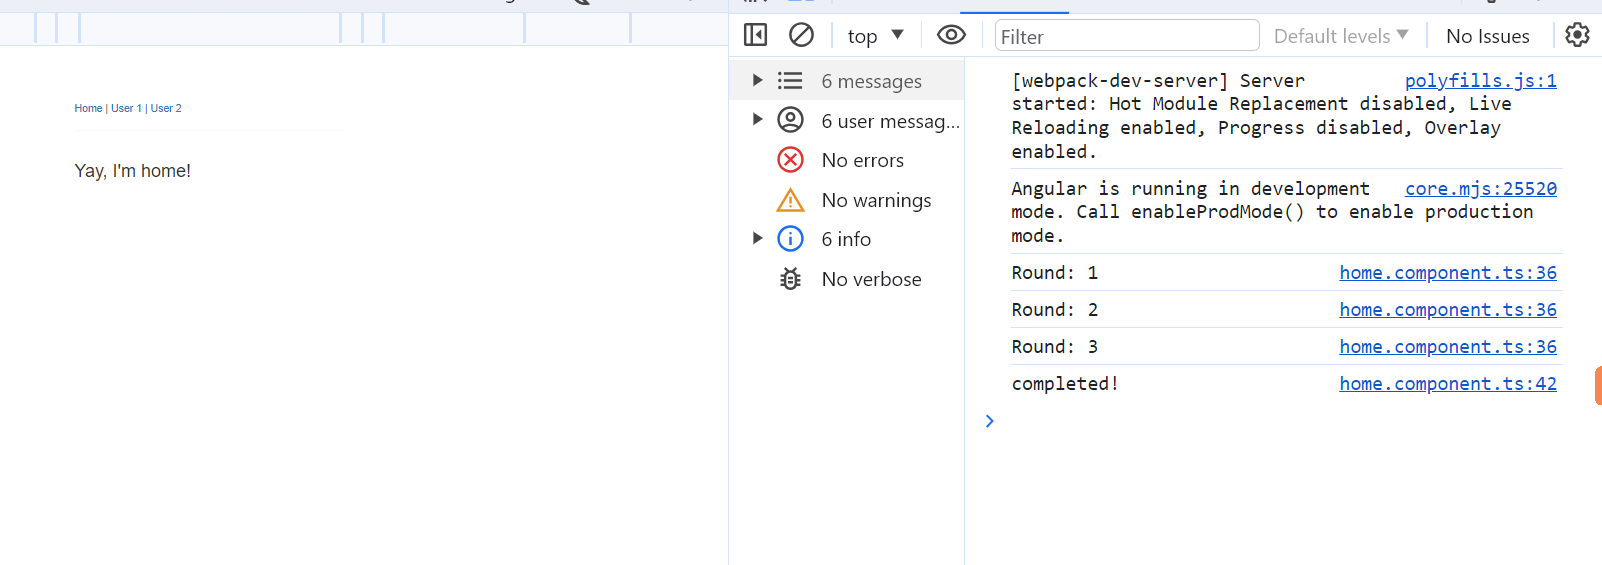 Home | User 1 | User 2
Yay, I'm home!
top
Filter
Default levels
No Issues
6 messages
6 user messag...
No errors
No warnings
6 info
No verbose
[webpack-dev-server] Server polyfills.js:1
started: Hot Module Replacement disabled, Live
Reloading enabled, Progress disabled, Overlay
enabled.
Angular is running in development core.mjs:25520
mode. Call enableProdMode() to enable production
mode.
Round: 1 home.component.ts:36
Round: 2 home.component.ts:36
Round: 3 home.component.ts:36
completed! home.component.ts:42